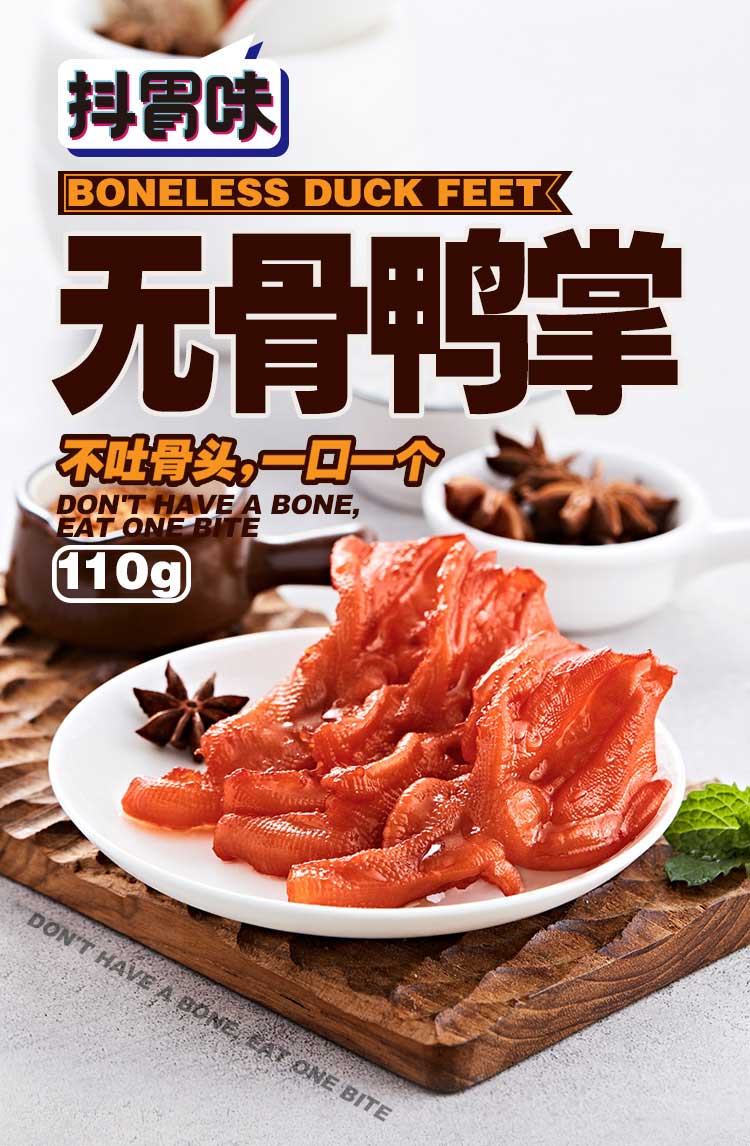 抖胃味
BONELESS DUCK FEET
无骨鸭掌
不吐骨头,一口一个
DON'T HAVE A BONE,
EAT ONE BITE
110g
DON'T HAVE A BONE, EAT ONE BITE